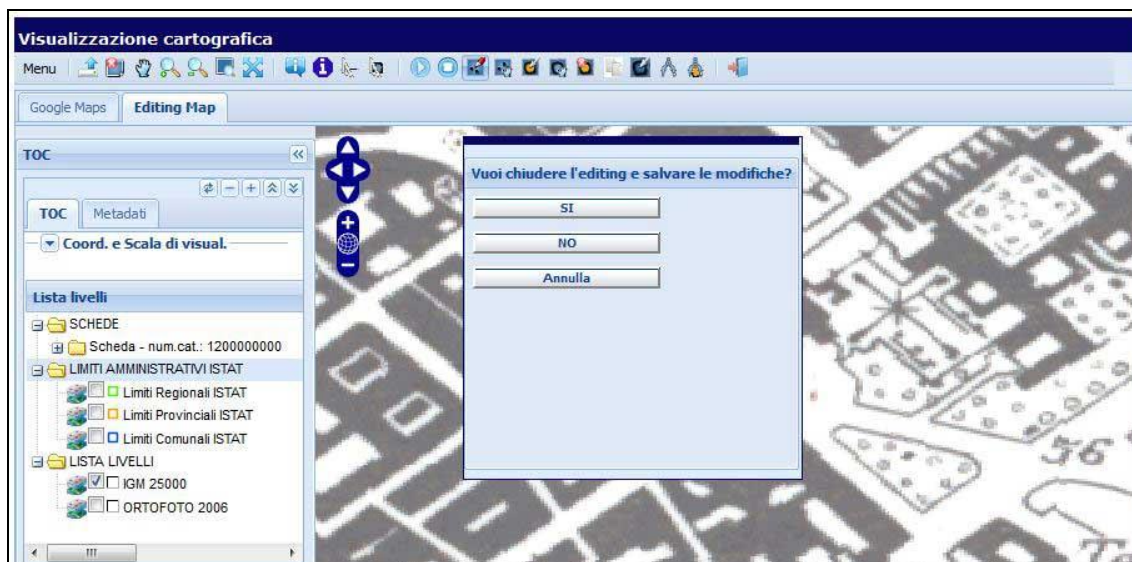 Visualizzazione cartografica
Menu
Google Maps
Editing Map
TOC
TOC
Metadati
Coord. e Scala di visual.
Lista livelli
SCHEDE
Scheda - num.cat.: 1200000000
LIMITI AMMINISTRATIVI ISTAT
Limiti Regionali ISTAT
Limiti Provinciali ISTAT
Limiti Comunali ISTAT
LISTA LIVELLI
IGM 25000
ORTOFOTO 2006
Vuoi chiudere l'editing e salvare le modifiche?
SI
NO
Annulla
56